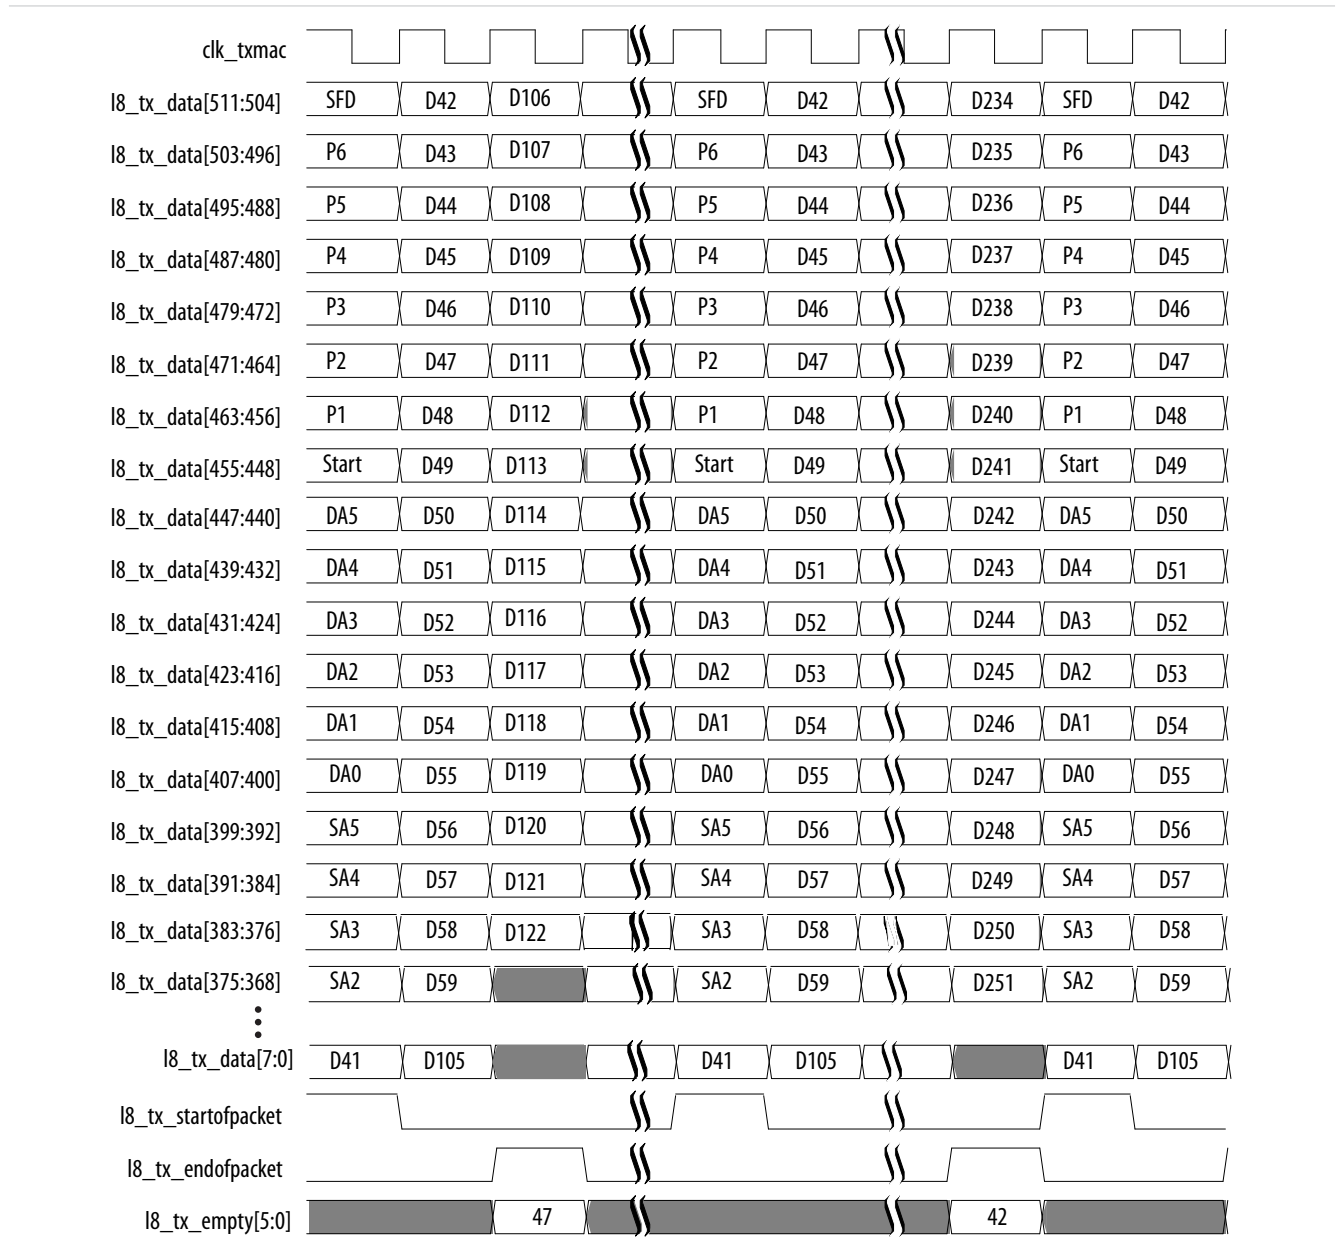 clk_txmac
l8_tx_data[511:504] SFD D42 D106 SFD D42 D234 SFD D42
l8_tx_data[503:496] P6 D43 D107 P6 D43 D235 P6 D43
l8_tx_data[495:488] P5 D44 D108 P5 D44 D236 P5 D44
l8_tx_data[487:480] P4 D45 D109 P4 D45 D237 P4 D45
l8_tx_data[479:472] P3 D46 D110 P3 D46 D238 P3 D46
l8_tx_data[471:464] P2 D47 D111 P2 D47 D239 P2 D47
l8_tx_data[463:456] P1 D48 D112 P1 D48 D240 P1 D48
l8_tx_data[455:448] Start D49 D113 Start D49 D241 Start D49
l8_tx_data[447:440] DA5 D50 D114 DA5 D50 D242 DA5 D50
l8_tx_data[439:432] DA4 D51 D115 DA4 D51 D243 DA4 D51
l8_tx_data[431:424] DA3 D52 D116 DA3 D52 D244 DA3 D52
l8_tx_data[423:416] DA2 D53 D117 DA2 D53 D245 DA2 D53
l8_tx_data[415:408] DA1 D54 D118 DA1 D54 D246 DA1 D54
l8_tx_data[407:400] DA0 D55 D119 DA0 D55 D247 DA0 D55
l8_tx_data[399:392] SA5 D56 D120 SA5 D56 D248 SA5 D56
l8_tx_data[391:384] SA4 D57 D121 SA4 D57 D249 SA4 D57
l8_tx_data[383:376] SA3 D58 D122 SA3 D58 D250 SA3 D58
l8_tx_data[375:368] SA2 D59 SA2 D59 D251 SA2 D59
l8_tx_data[7:0] D41 D105 D41 D105 D41 D105
l8_tx_startofpacket
l8_tx_endofpacket
l8_tx_empty[5:0] 47 42